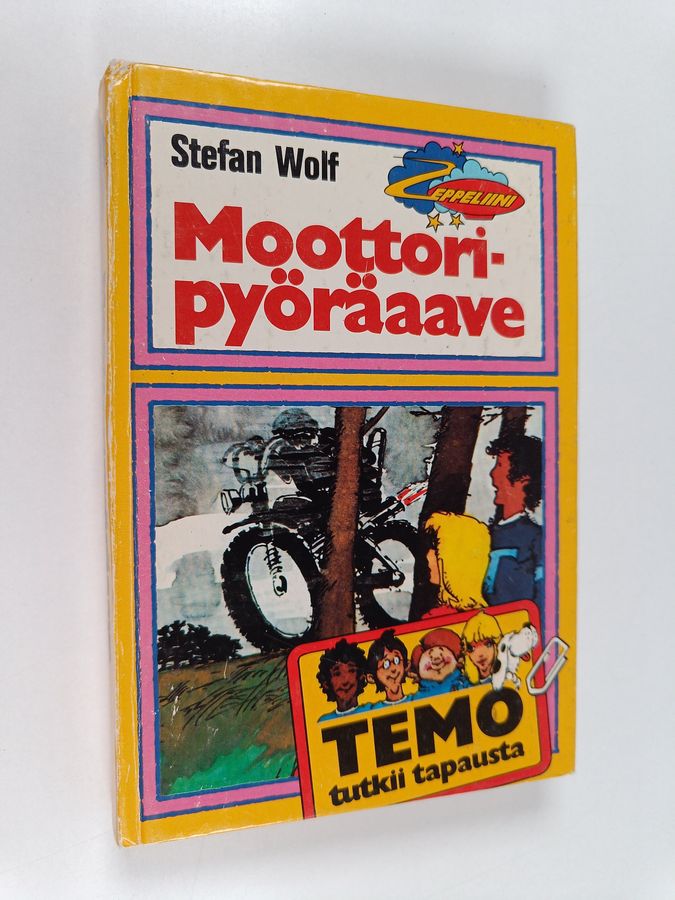 Stefan Wolf
ZEPPELIINI
Moottori-
pyöräaave
TEMO
tutkii tapausta